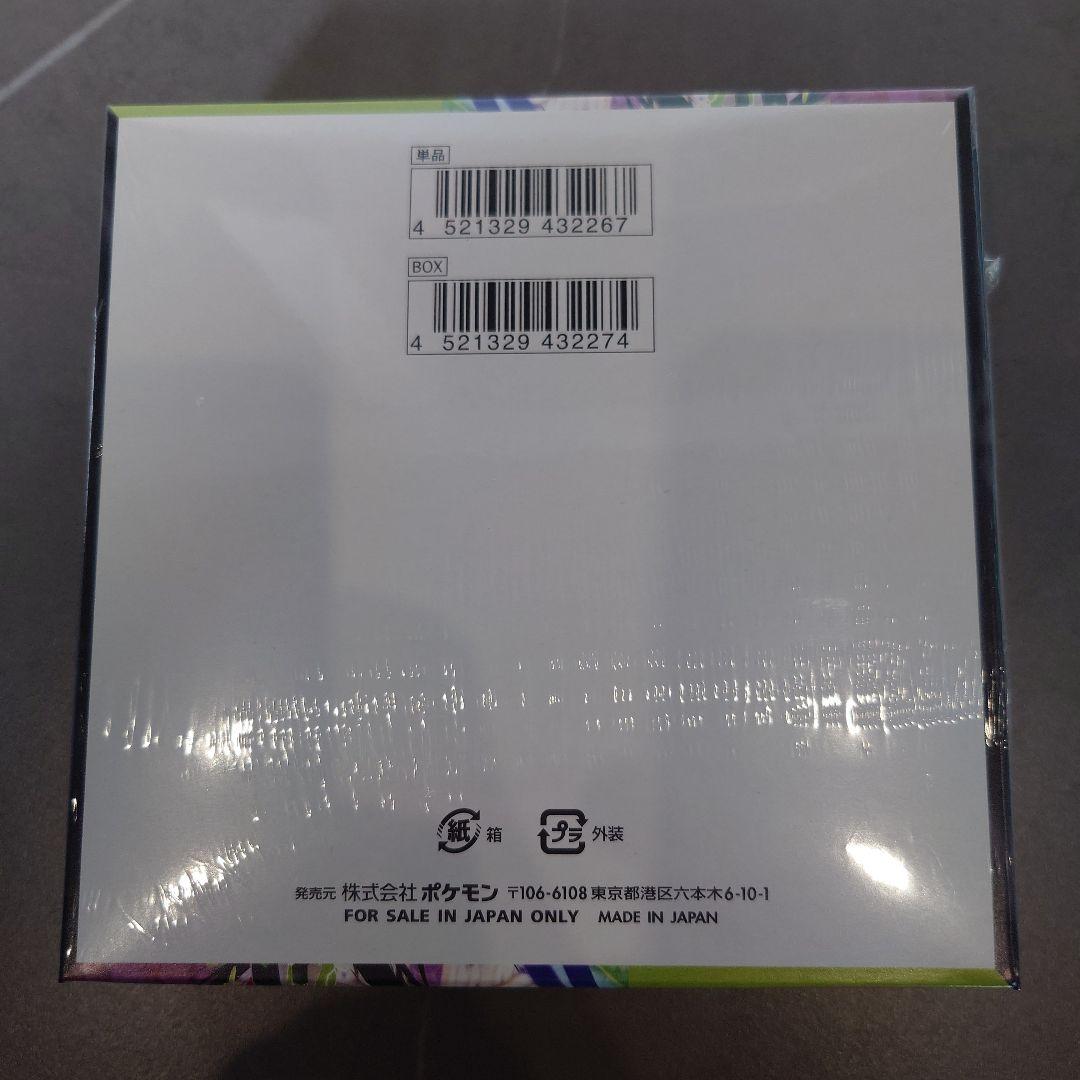 単品
4 521329 432267
BOX
4 521329 432274
紙 箱 プラ 外装
発売元 株式会社ポケモン 〒106-6108 東京都港区六本木6-10-1
FOR SALE IN JAPAN ONLY MADE IN JAPAN